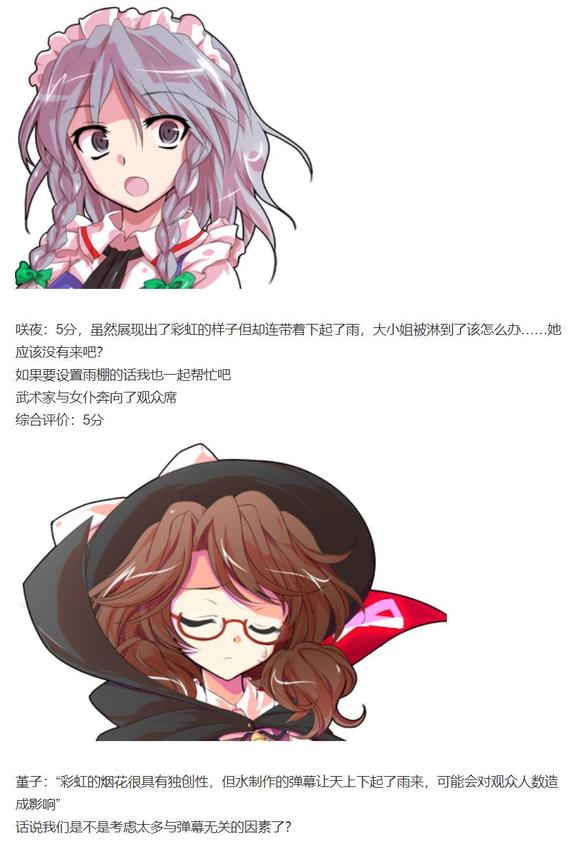 咲夜：5分，虽然展现出了彩虹的样子但却连带着下起了雨，大小姐被淋到了该怎么办……她
应该没有来吧？
如果要设置雨棚的话我也一起帮忙吧
武术家与女仆奔向了观众席
综合评价：5分
堇子：“彩虹的烟花很具有独创性，但水制作的弹幕让天上下起了雨来，可能会对观众人数造
成影响”
话说我们是不是考虑太多与弹幕无关的因素了？